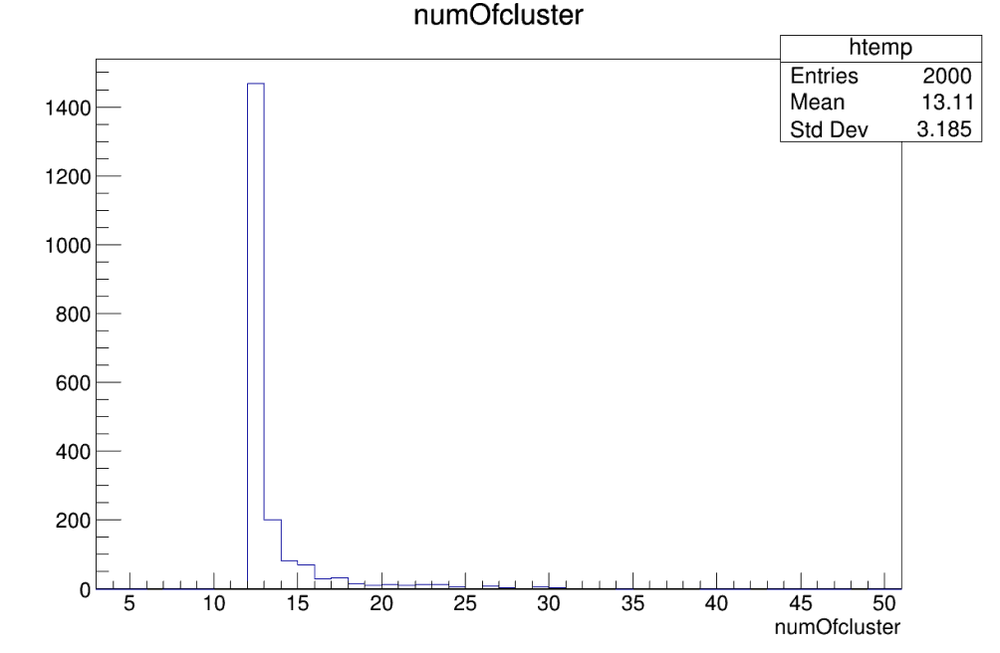 numOfcluster
htemp
Entries 2000
Mean 13.11
Std Dev 3.185
1400
1200
1000
800
600
400
200
0
5 10 15 20 25 30 35 40 45 50
numOfcluster